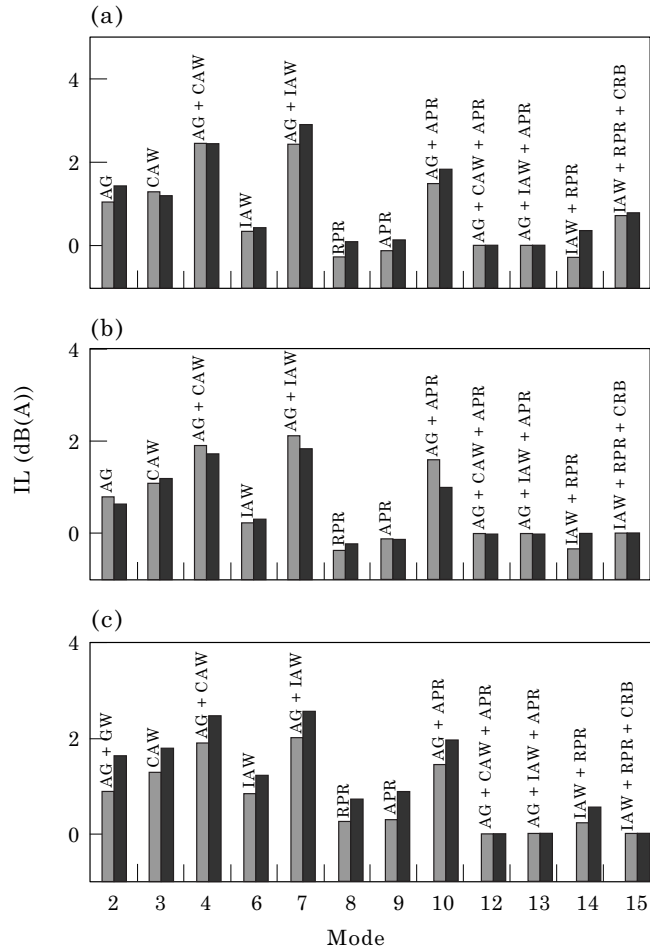 (a)
4
2
0
AG
CAW
AG + CAW
IAW
AG + IAW
RPR
APR
AG + APR
AG + CAW + APR
AG + IAW + APR
IAW + RPR
IAW + RPR + CRB
(b)
4
2
0
AG
CAW
AG + CAW
IAW
AG + IAW
RPR
APR
AG + APR
AG + CAW + APR
AG + IAW + APR
IAW + RPR
IAW + RPR + CRB
IL (dB(A))
(c)
4
2
0
AG + GW
CAW
AG + CAW
IAW
AG + IAW
RPR
APR
AG + APR
AG + CAW + APR
AG + IAW + APR
IAW + RPR
IAW + RPR + CRB
2 3 4 6 7 8 9 10 12 13 14 15
Mode